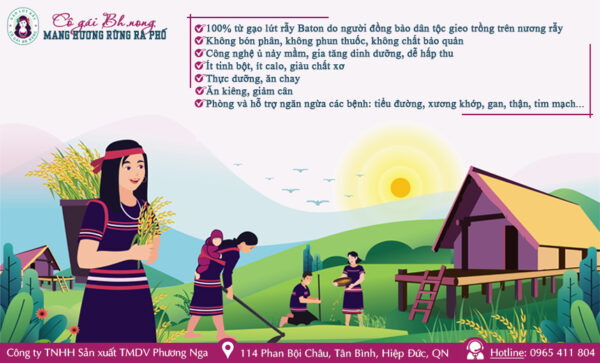 Cô gái Bh.nong
MANG HƯƠNG RỪNG RA PHỐ
100% từ gạo lứt rẫy Baton do người đồng bào dân tộc gieo trồng trên nương rẫy
Không bón phân, không phun thuốc, không chất bảo quản
Công nghệ ủ nảy mầm, gia tăng dinh dưỡng, dễ hấp thu
Ít tinh bột, ít calo, giàu chất xơ
Thực dưỡng, ăn chay
Ăn kiêng, giảm cân
Phòng và hỗ trợ ngăn ngừa các bệnh: tiểu đường, xương khớp, gan, thận, tim mạch...
Công ty TNHH Sản xuất TMDV Phương Nga
114 Phan Bội Châu, Tân Bình, Hiệp Đức, QN
Hotline: 0965 411 804